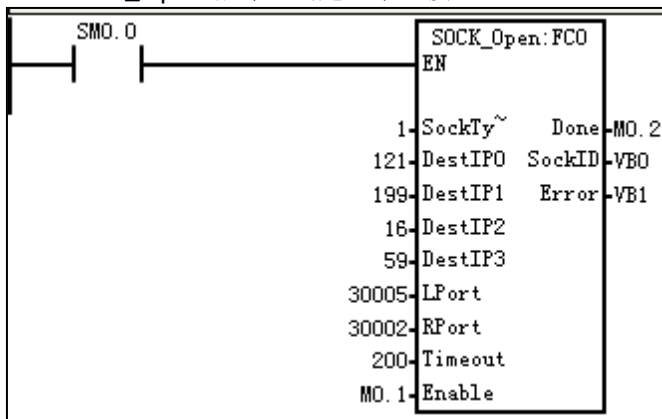 SM0.0
SOCK_Open:FC0
EN
1 SockTy~ Done M0.2
121 DestIP0 SockID VB0
199 DestIP1 Error VB1
16 DestIP2
59 DestIP3
30005 LPort
30002 RPort
200 Timeout
M0.1 Enable